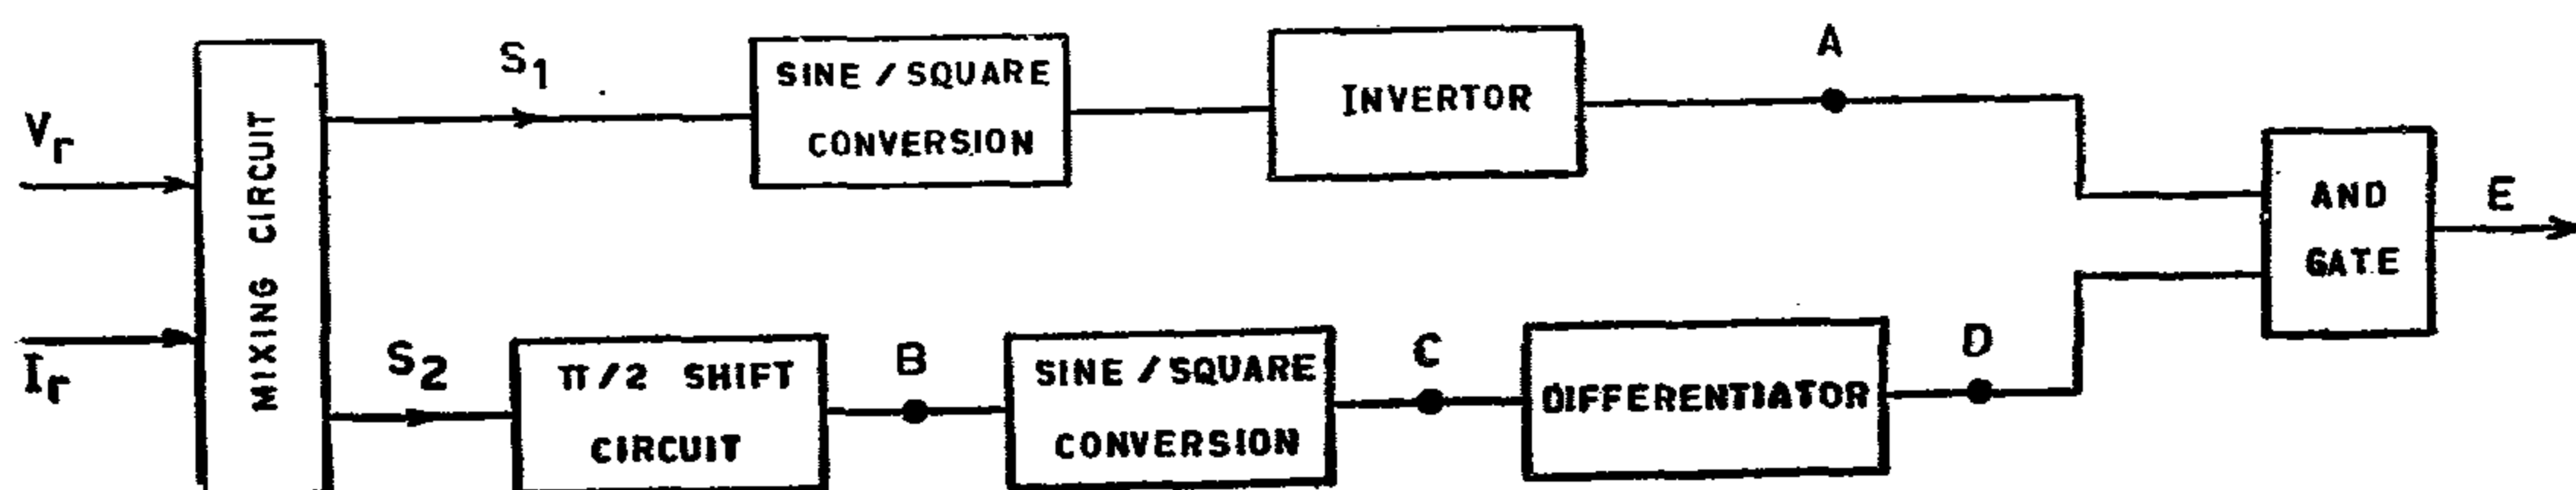 Vr
Ir
MIXING CIRCUIT
S1
SINE / SQUARE
CONVERSION
INVERTOR
A
S2
π/2 SHIFT
CIRCUIT
B
SINE / SQUARE
CONVERSION
C
DIFFERENTIATOR
D
AND
GATE
E